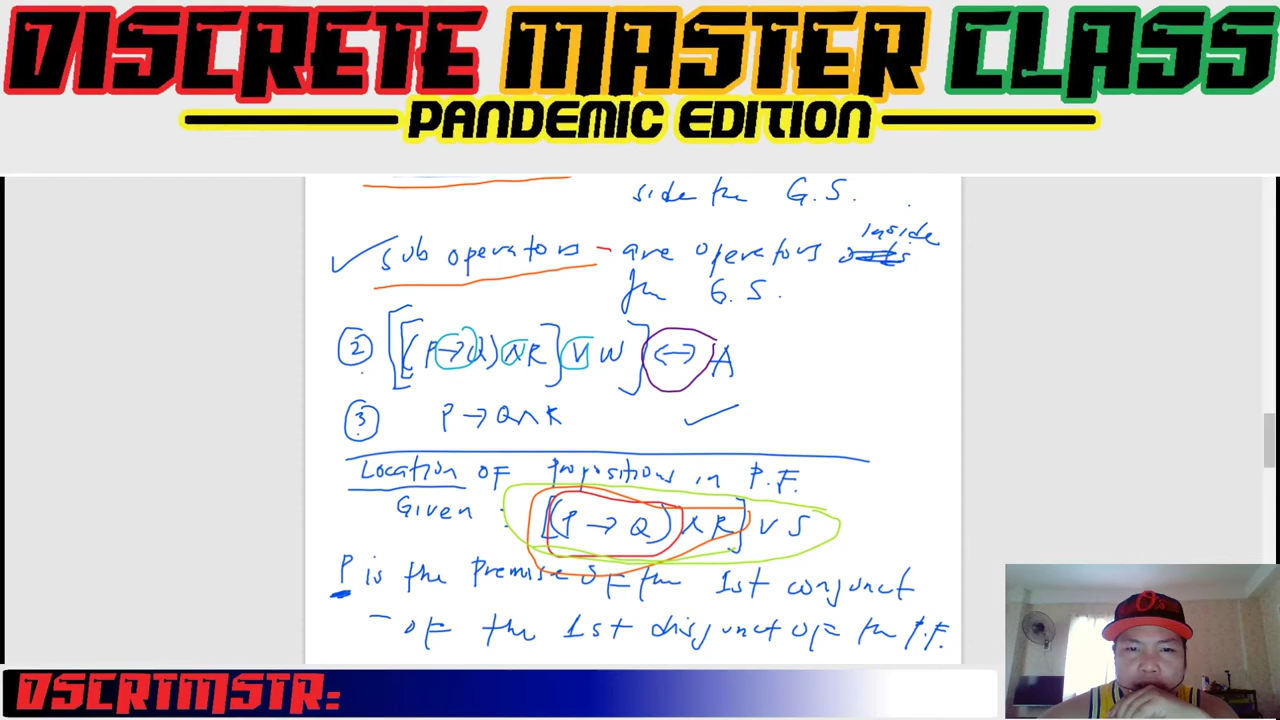 DISCRETE MASTER CLASS
PANDEMIC EDITION
side the G.S.
✓ Sub operators - are operators inside
the G.S.
② [[(P→Q)∧R]∨W]↔A
③ P→Q∧R ✓
Location of propositions in P.F.
Given : [(P→Q)∧R]∨S
P is the premise of the 1st conjunct
- of the 1st disjunct of the P.F.
DSCRTMSTR: